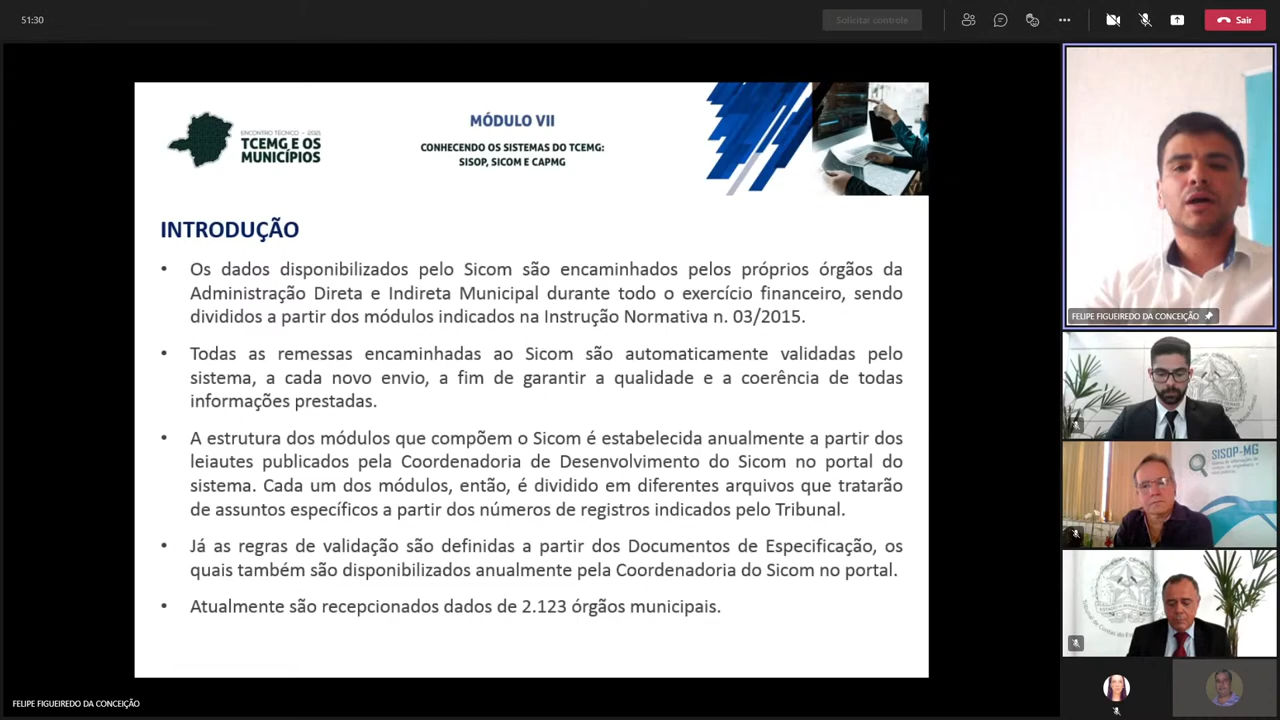 51:30
Solicitar controle
Sair
ENCONTRO TÉCNICO - 2021
TCEMG E OS
MUNICÍPIOS
MÓDULO VII
CONHECENDO OS SISTEMAS DO TCEMG:
SISOP, SICOM E CAPMG
INTRODUÇÃO
• Os dados disponibilizados pelo Sicom são encaminhados pelos próprios órgãos da
Administração Direta e Indireta Municipal durante todo o exercício financeiro, sendo
divididos a partir dos módulos indicados na Instrução Normativa n. 03/2015.
• Todas as remessas encaminhadas ao Sicom são automaticamente validadas pelo
sistema, a cada novo envio, a fim de garantir a qualidade e a coerência de todas
informações prestadas.
• A estrutura dos módulos que compõem o Sicom é estabelecida anualmente a partir dos
leiautes publicados pela Coordenadoria de Desenvolvimento do Sicom no portal do
sistema. Cada um dos módulos, então, é dividido em diferentes arquivos que tratarão
de assuntos específicos a partir dos números de registros indicados pelo Tribunal.
• Já as regras de validação são definidas a partir dos Documentos de Especificação, os
quais também são disponibilizados anualmente pela Coordenadoria do Sicom no portal.
• Atualmente são recepcionados dados de 2.123 órgãos municipais.
FELIPE FIGUEIREDO DA CONCEIÇÃO
SISOP-MG
FELIPE FIGUEIREDO DA CONCEIÇÃO